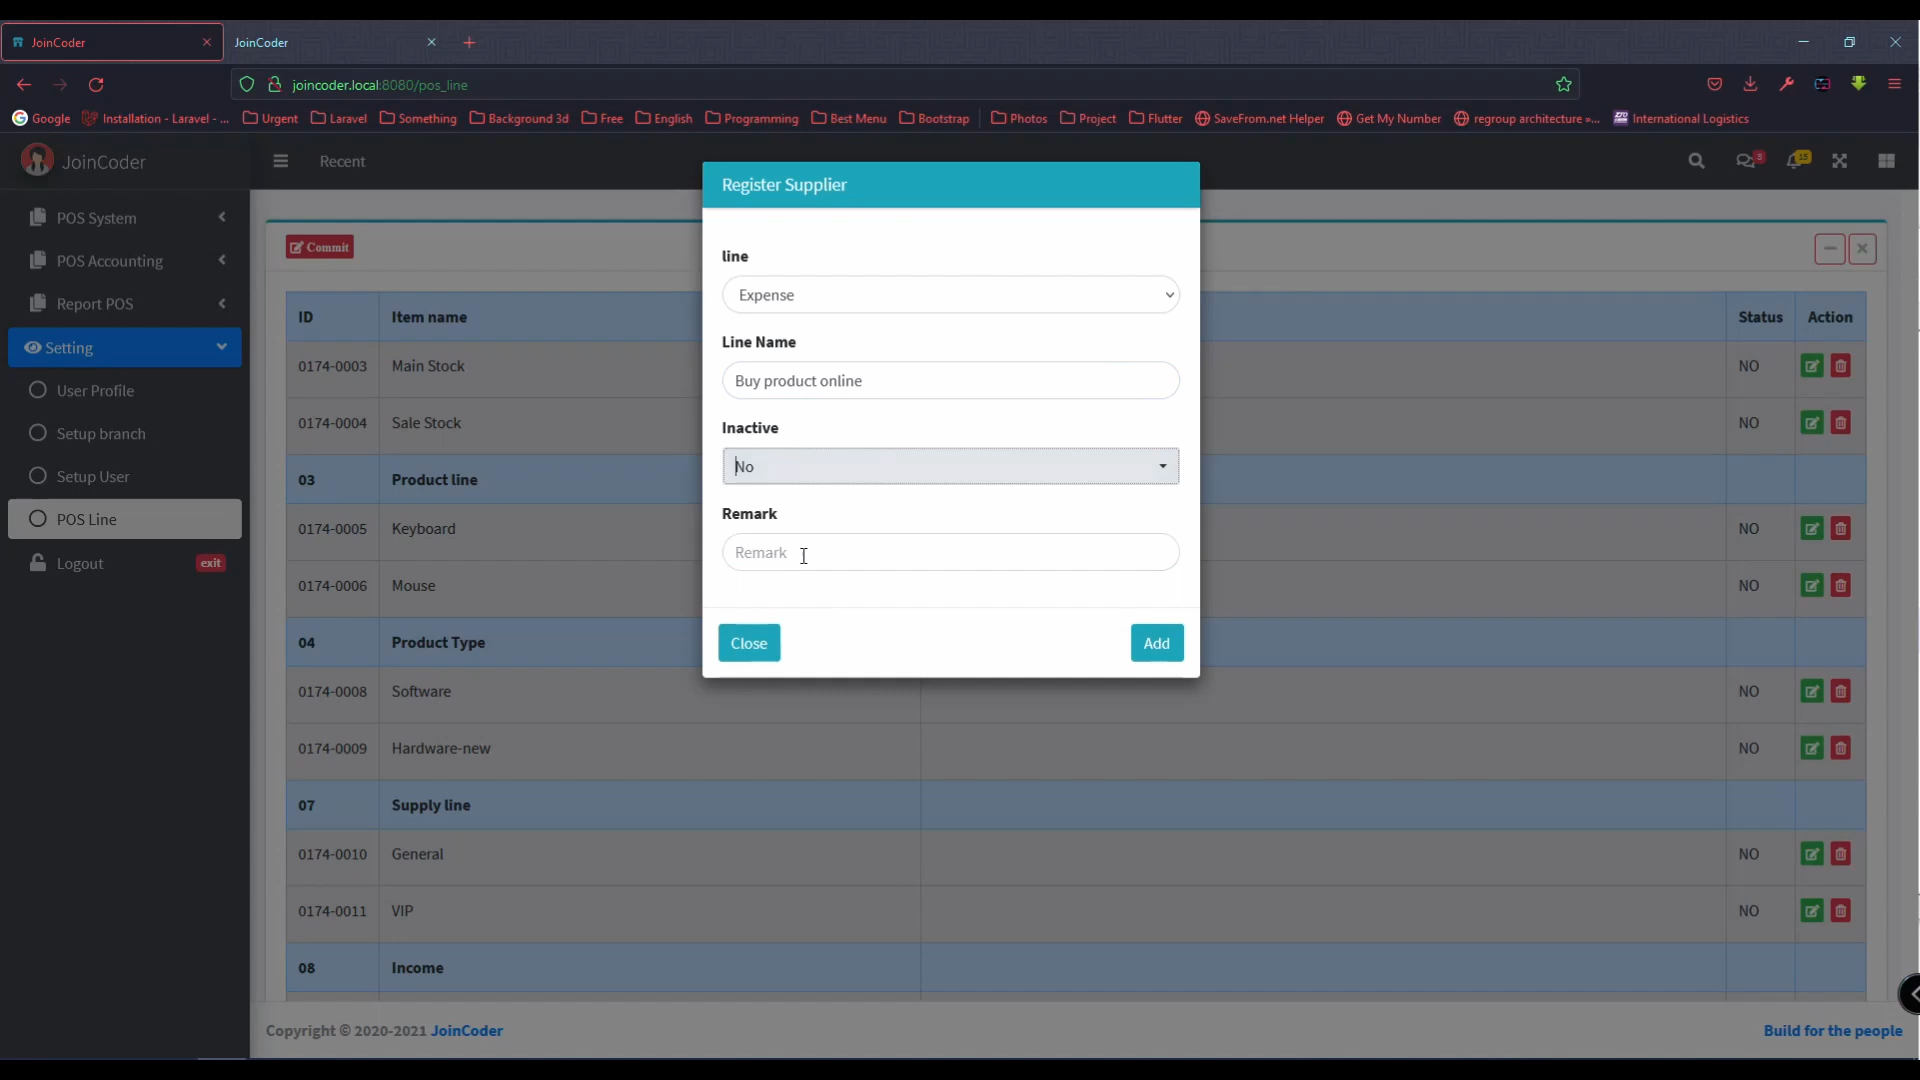 JoinCoder
JoinCoder
joincoder.local:8080/pos_line
Google Installation - Laravel - ... Urgent Laravel Something Background 3d Free English Programming Best Menu Bootstrap Photos Project Flutter SaveFrom.net Helper Get My Number regroup architecture »... International Logistics
JoinCoder
Recent
3
15
POS System
POS Accounting
Report POS
Setting
User Profile
Setup branch
Setup User
POS Line
Logout exit
Commit
Register Supplier
line
Expense
Line Name
Buy product online
Inactive
No
Remark
Remark
Close Add
ID Item name Status Action
0174-0003 Main Stock NO
0174-0004 Sale Stock NO
03 Product line
0174-0005 Keyboard NO
0174-0006 Mouse NO
04 Product Type
0174-0008 Software NO
0174-0009 Hardware-new NO
07 Supply line
0174-0010 General NO
0174-0011 VIP NO
08 Income
Copyright © 2020-2021 JoinCoder
Build for the people